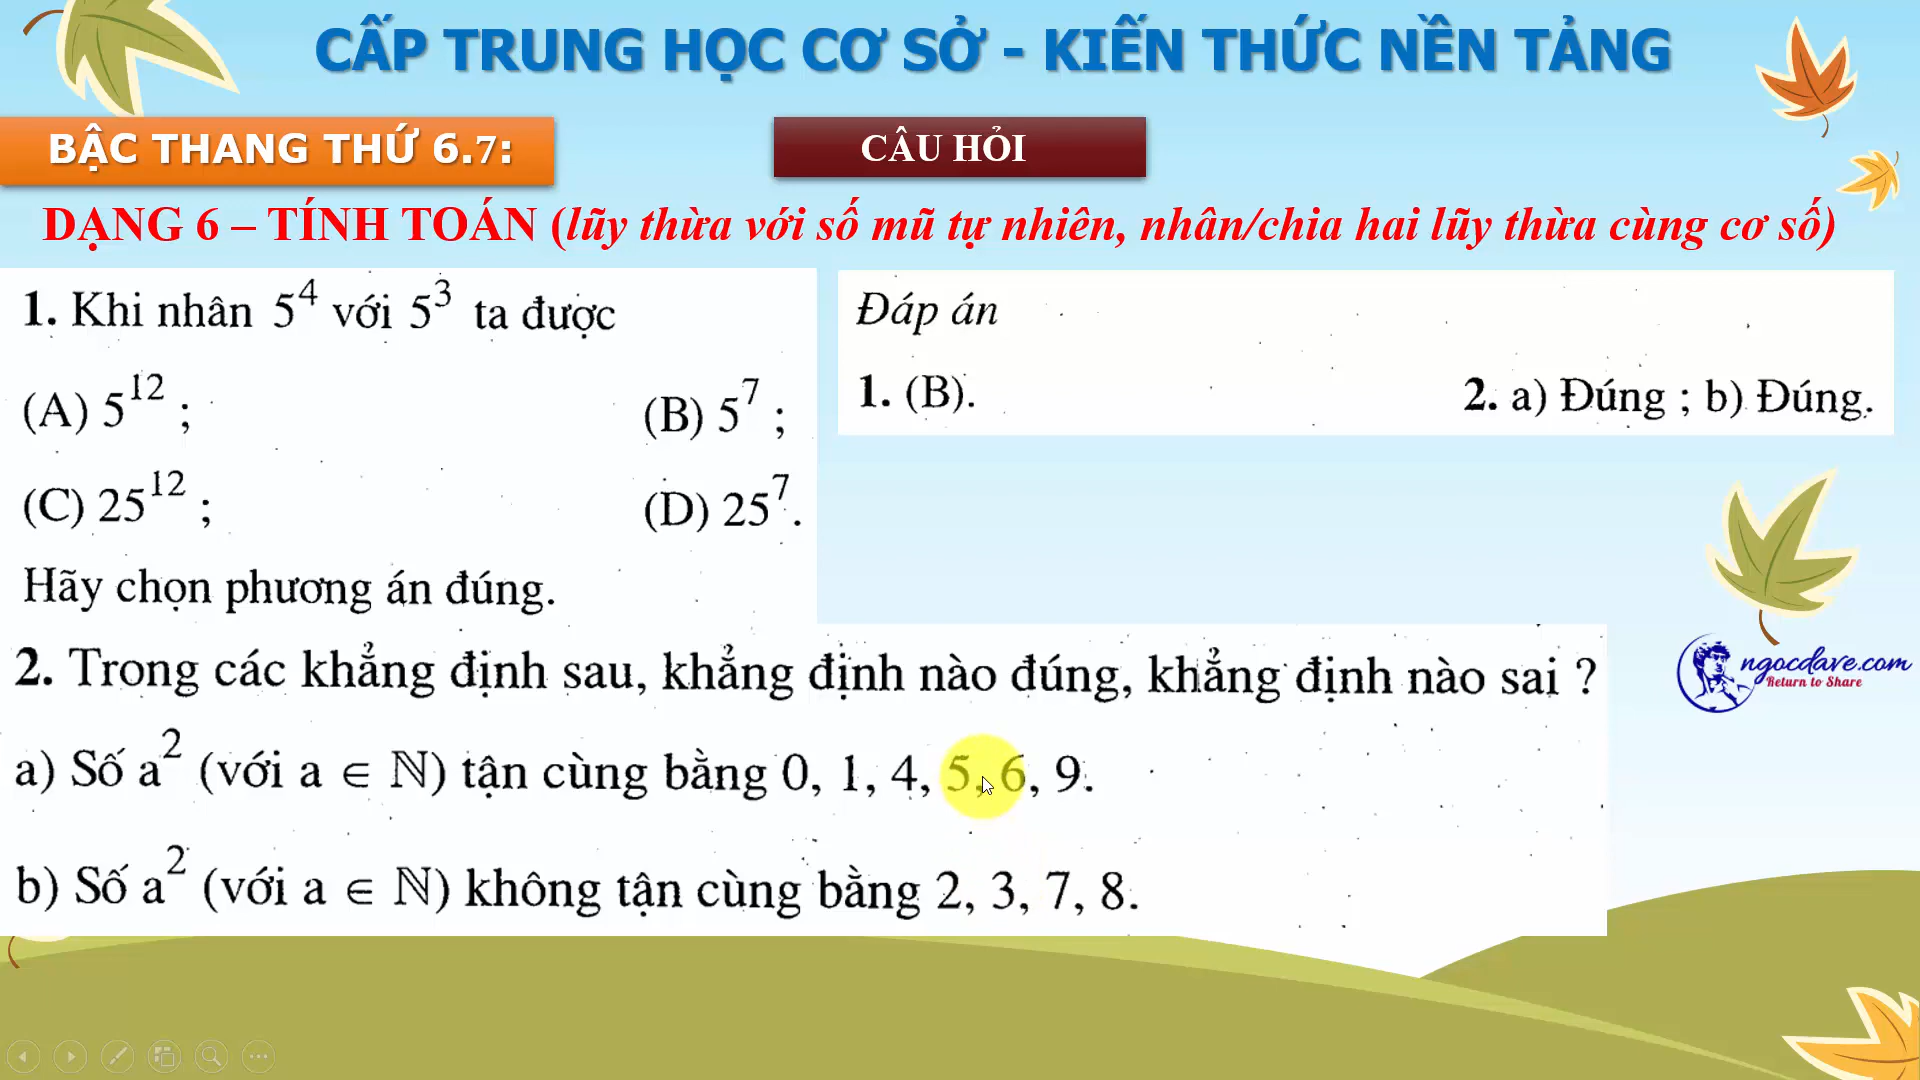 CẤP TRUNG HỌC CƠ SỞ - KIẾN THỨC NỀN TẢNG
BẬC THANG THỨ 6.7:
CÂU HỎI
DẠNG 6 – TÍNH TOÁN (lũy thừa với số mũ tự nhiên, nhân/chia hai lũy thừa cùng cơ số)
1. Khi nhân 5⁴ với 5³ ta được
(A) 5¹² ;
(B) 5⁷ ;
(C) 25¹² ;
(D) 25⁷.
Hãy chọn phương án đúng.
Đáp án
1. (B).
2. a) Đúng ; b) Đúng.
2. Trong các khẳng định sau, khẳng định nào đúng, khẳng định nào sai ?
a) Số a² (với a ∈ ℕ) tận cùng bằng 0, 1, 4, 5, 6, 9.
b) Số a² (với a ∈ ℕ) không tận cùng bằng 2, 3, 7, 8.
ngocdave.com
Return to Share